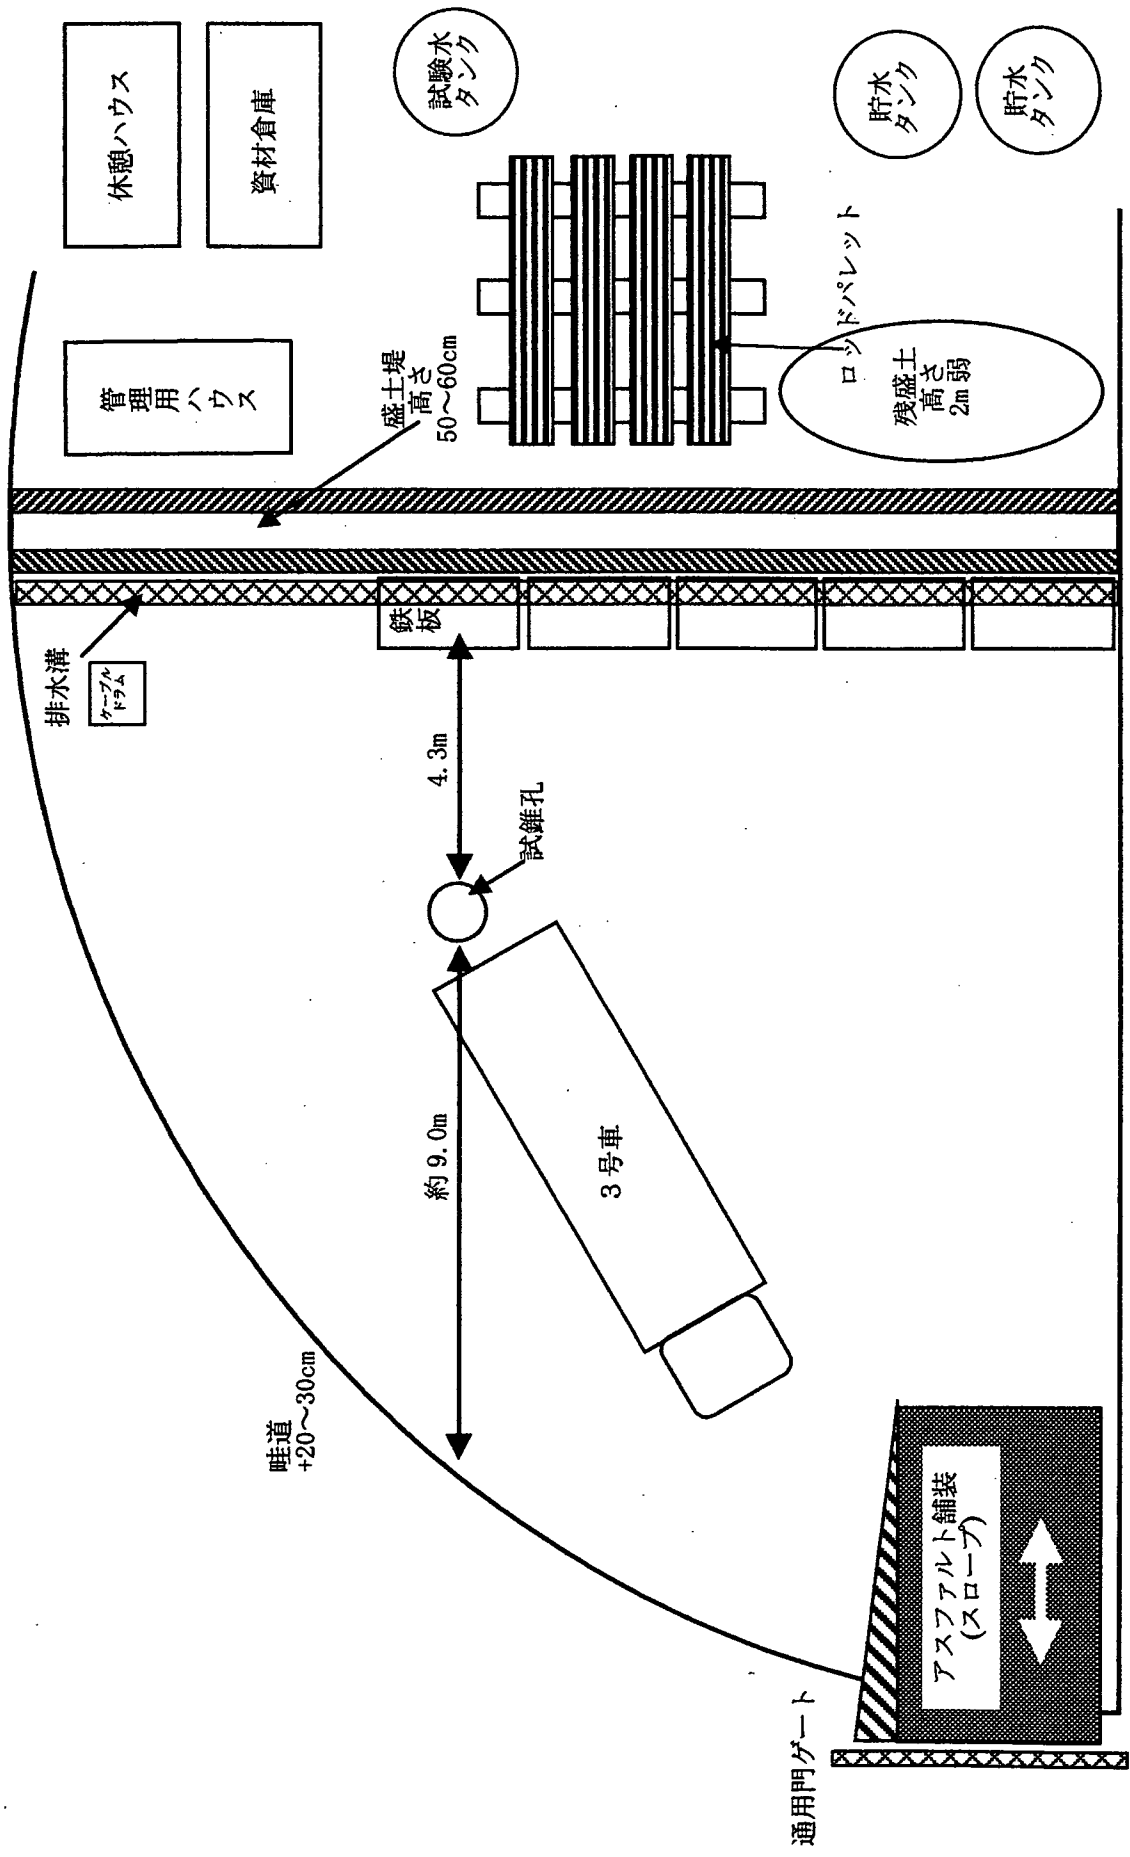 休憩ハウス
資材倉庫
試験水
タンク
貯水
タンク
貯水
タンク
管理用ハウス
盛土堤
高さ
50～60cm
ロッドパレット
残盛土
高さ
2m弱
排水溝
ケーブル
ドラム
鉄板
4.3m
試錐孔
約9.0m
3号車
畦道
+20～30cm
アスファルト舗装
(スロープ)
通用門ゲート